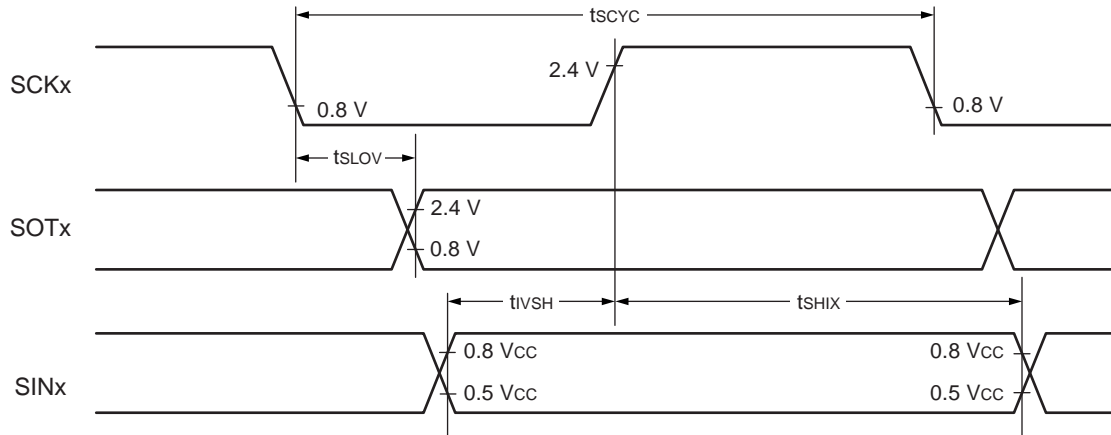 tSCYC
SCKx
2.4 V
0.8 V
0.8 V
tSLOV
SOTx
2.4 V
0.8 V
tIVSH
tSHIX
SINx
0.8 VCC
0.8 VCC
0.5 VCC
0.5 VCC